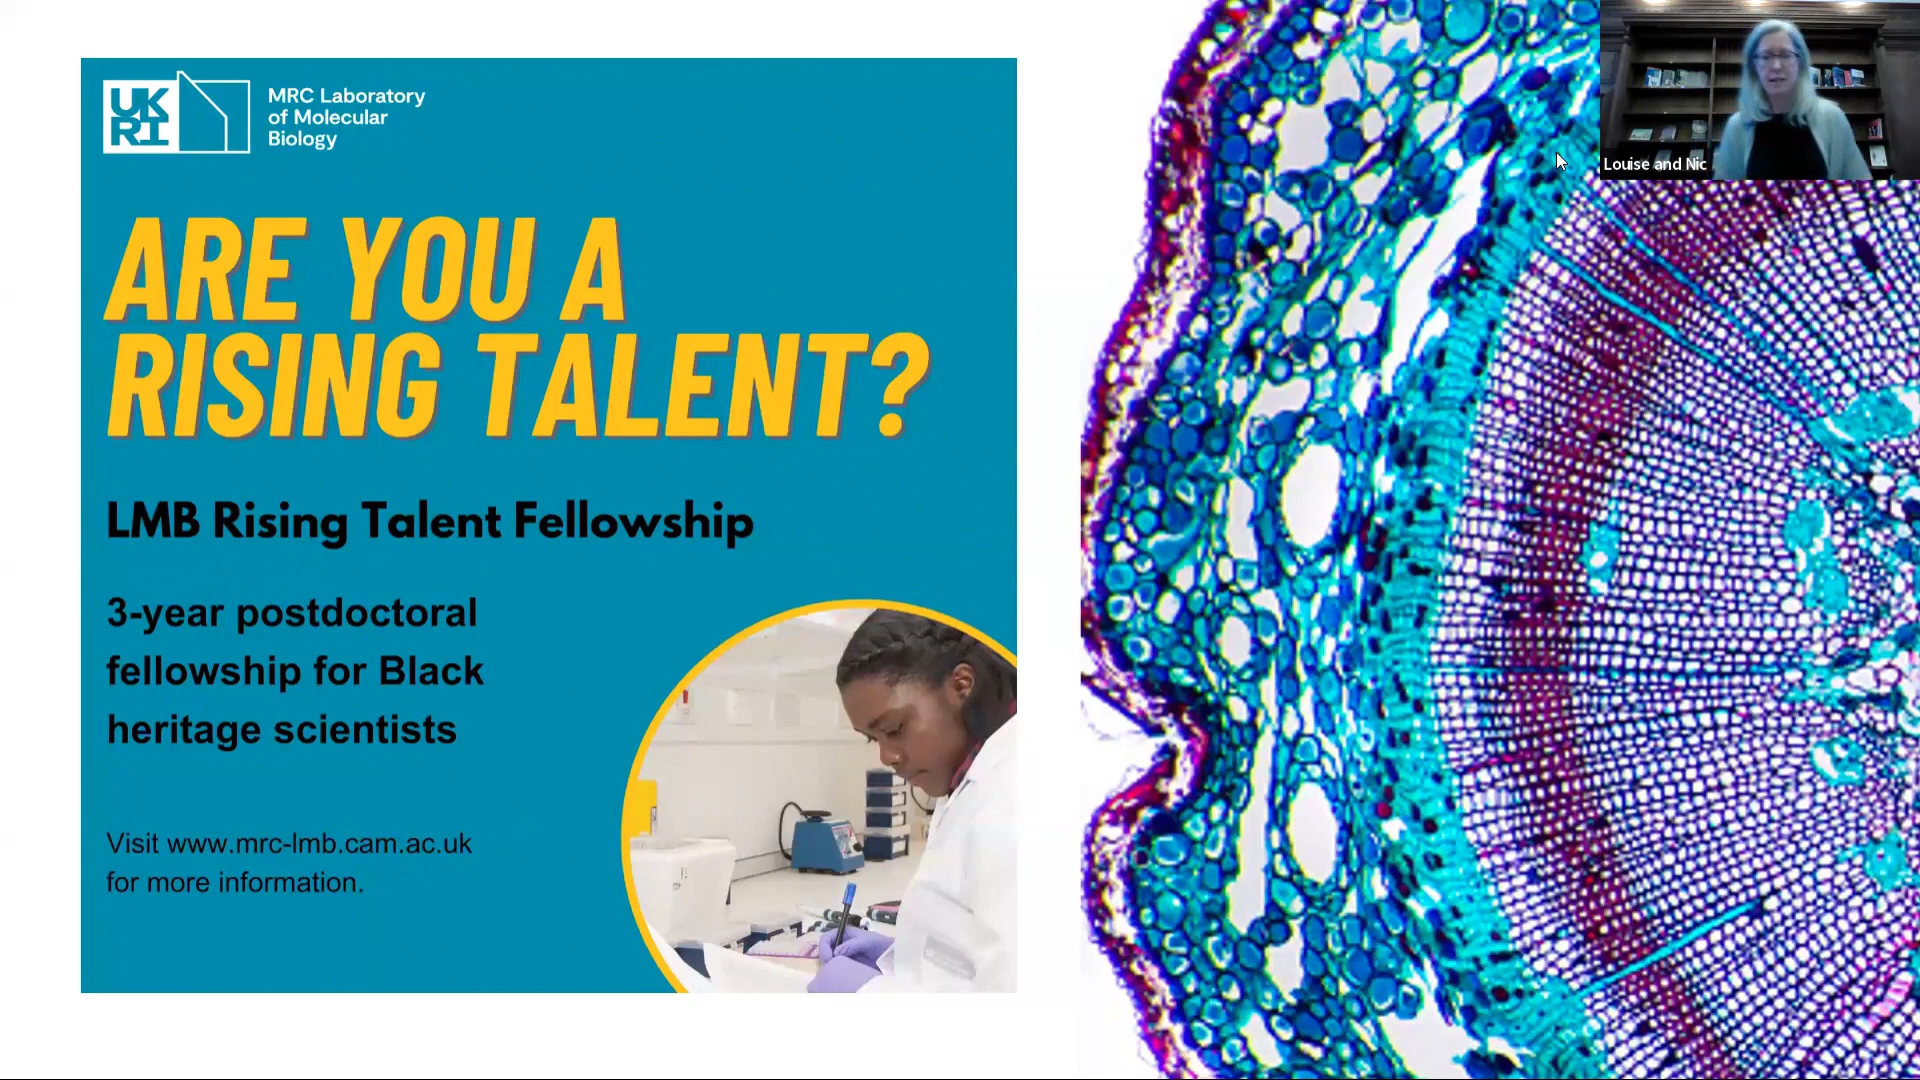 UK
RI
MRC Laboratory
of Molecular
Biology
ARE YOU A
RISING TALENT?
LMB Rising Talent Fellowship
3-year postdoctoral
fellowship for Black
heritage scientists
Visit www.mrc-lmb.cam.ac.uk
for more information.
Louise and Nic